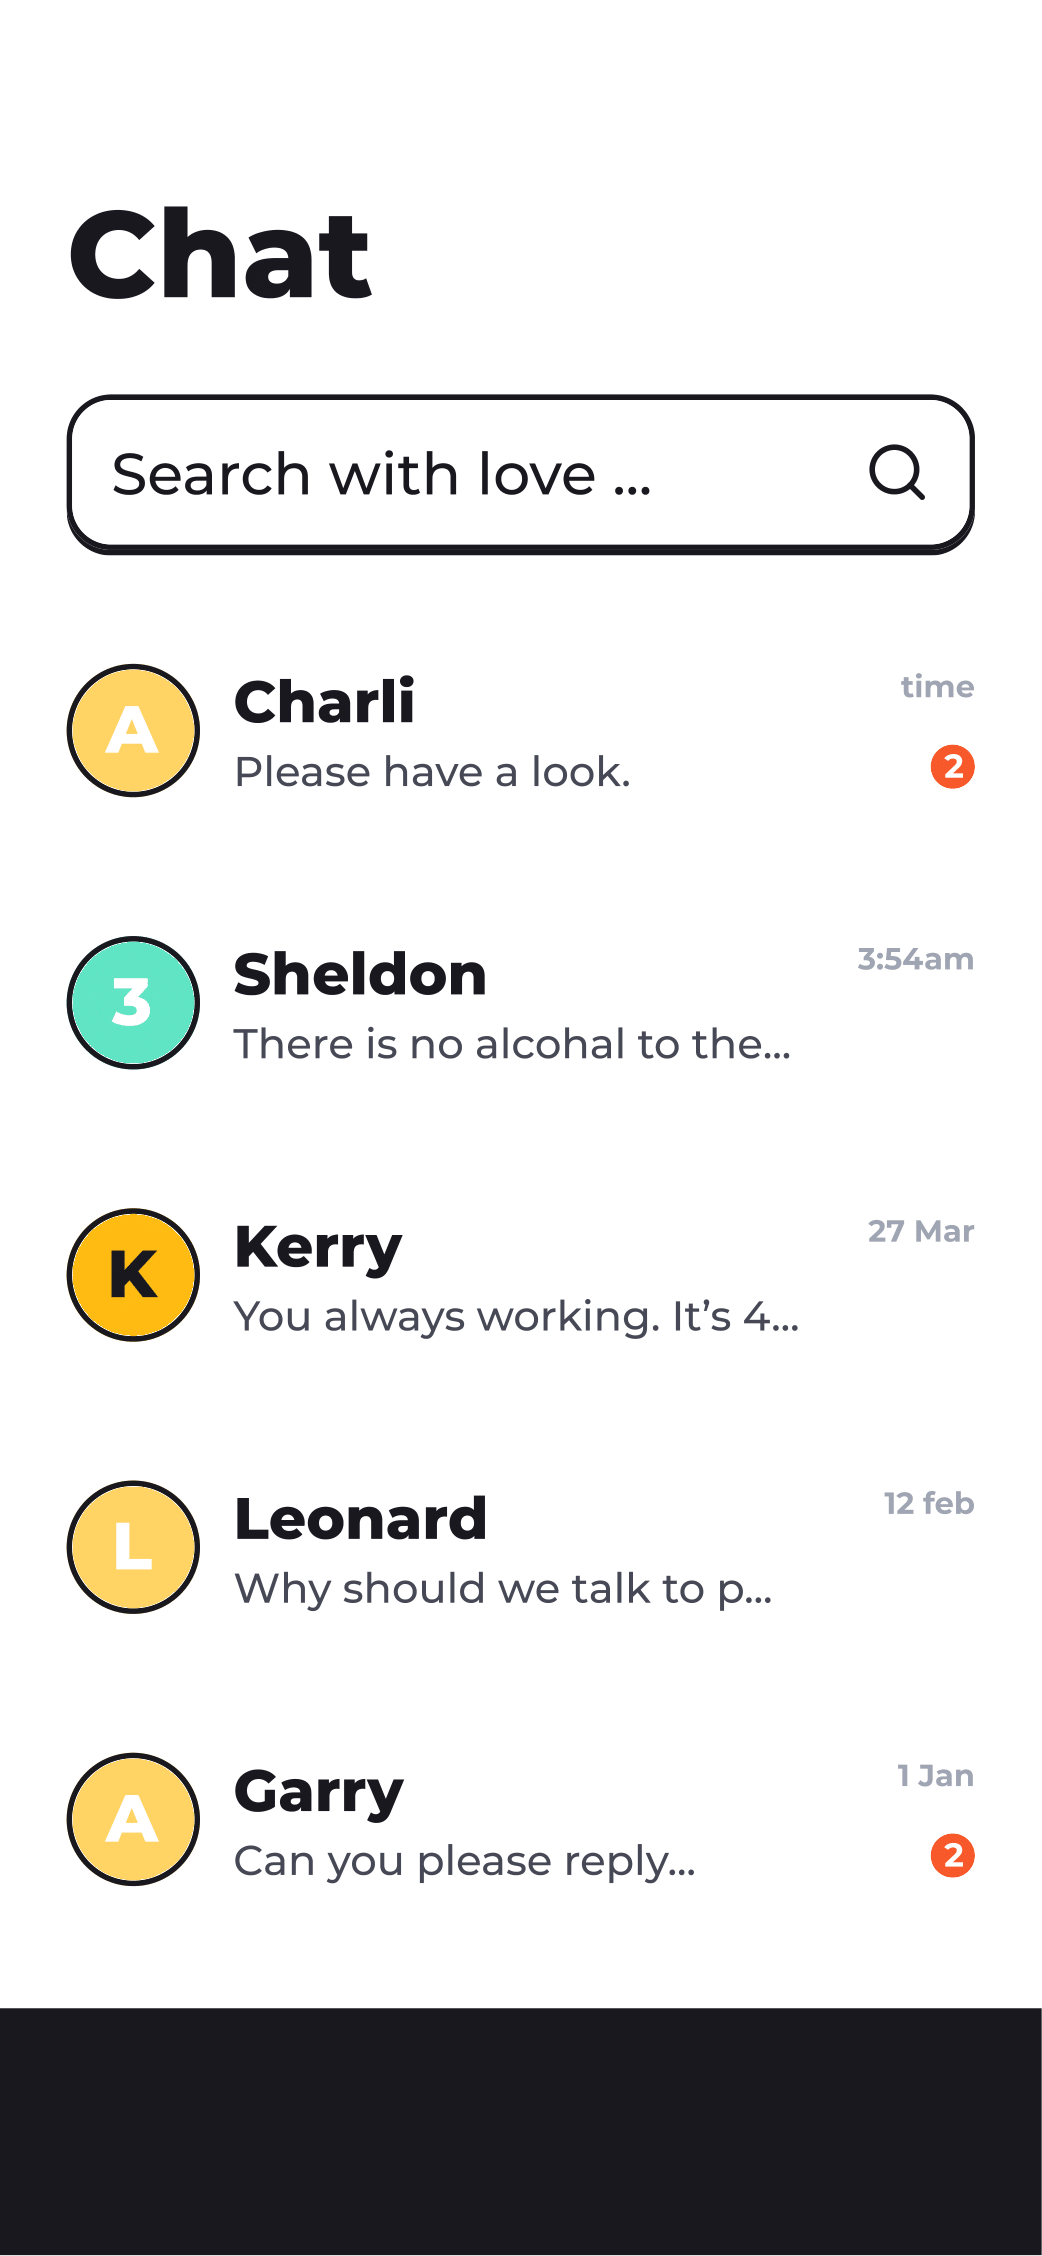 Chat
Search with love ...
A
Charli
time
Please have a look.
2
3
Sheldon
3:54am
There is no alcohal to the...
K
Kerry
27 Mar
You always working. It’s 4...
L
Leonard
12 feb
Why should we talk to p...
A
Garry
1 Jan
Can you please reply...
2